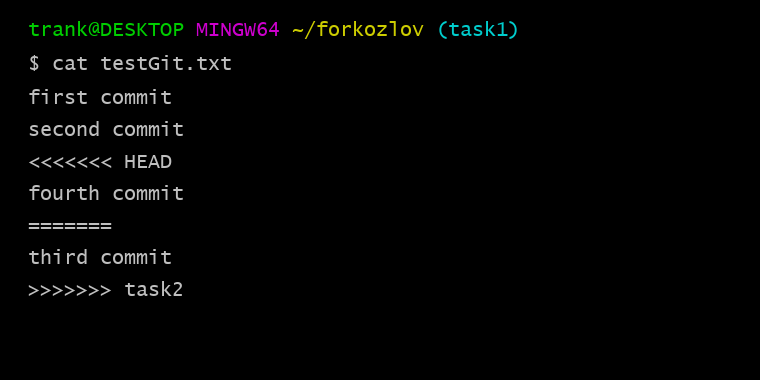 trank@DESKTOP MINGW64 ~/forkozlov (task1)
$ cat testGit.txt
first commit
second commit
<<<<<<< HEAD
fourth commit
=======
third commit
>>>>>>> task2